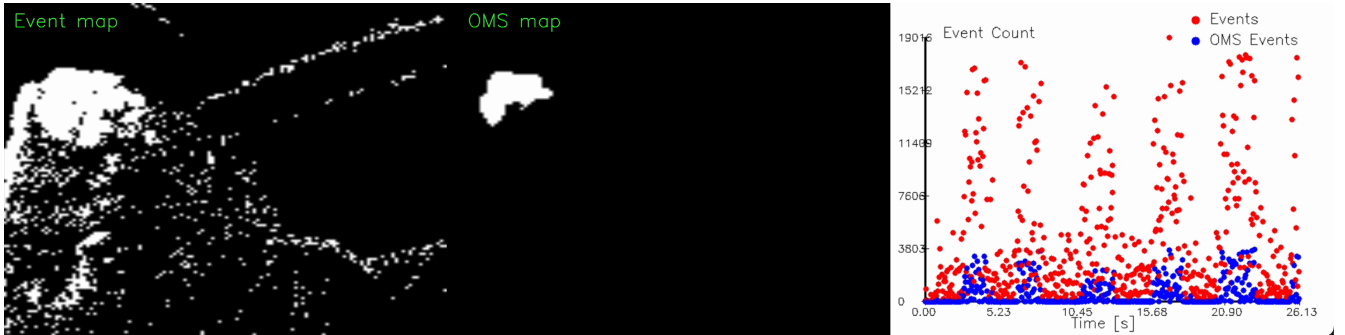 Event map
OMS map
Event Count
Events
OMS Events
19015
15212
11409
7606
3803
0
0.00 5.23 10.45 15.68 20.90 26.13
Time [s]